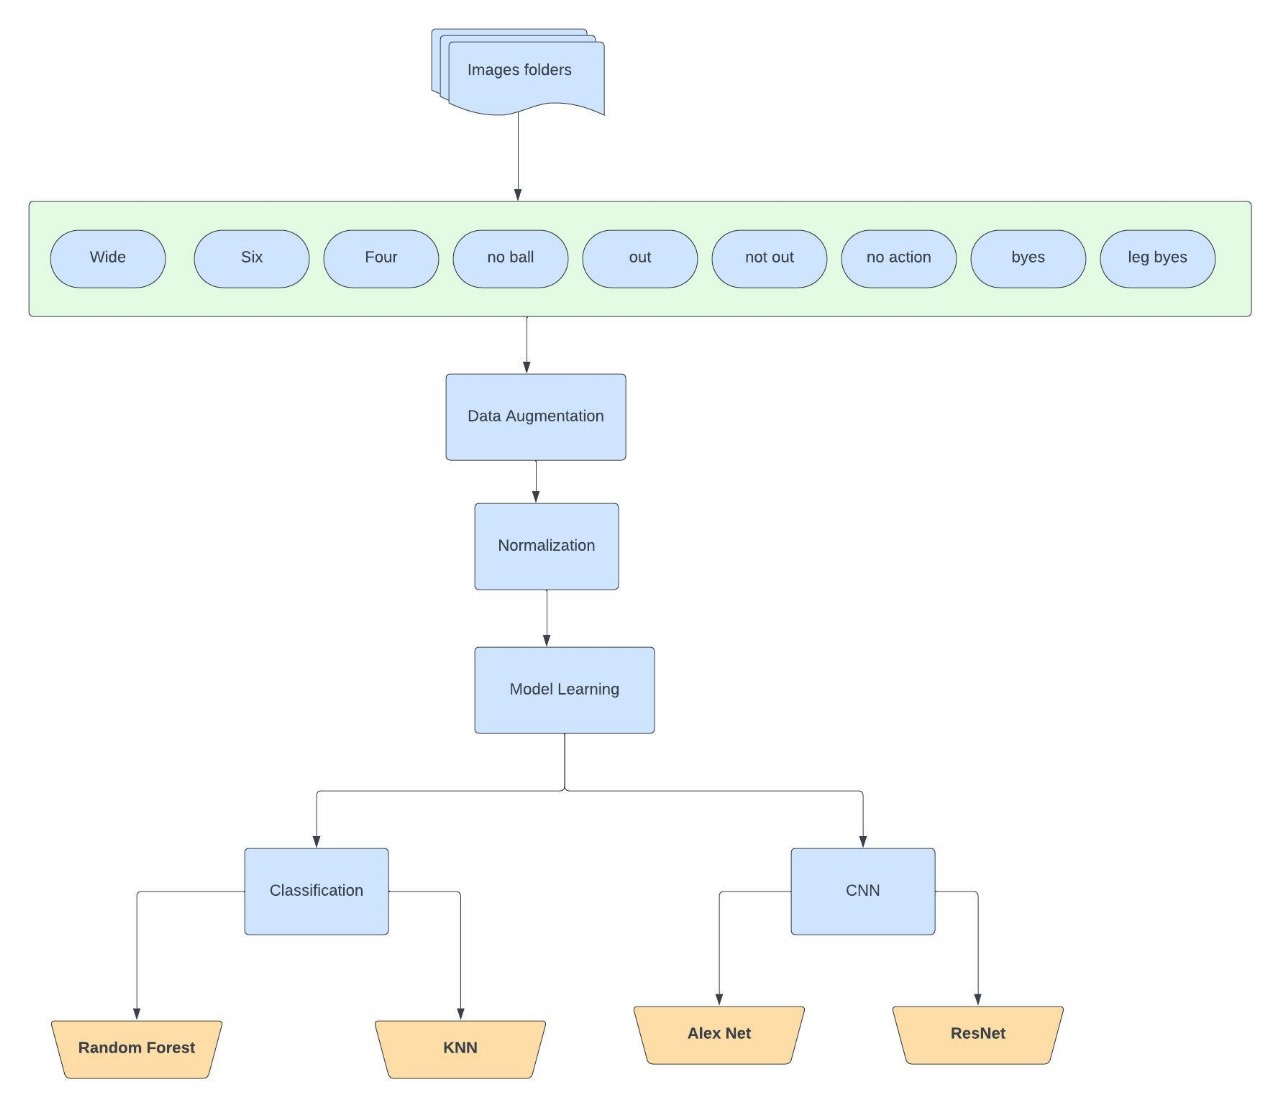 Images folders
Wide
Six
Four
no ball
out
not out
no action
byes
leg byes
Data Augmentation
Normalization
Model Learning
Classification
CNN
Random Forest
KNN
Alex Net
ResNet